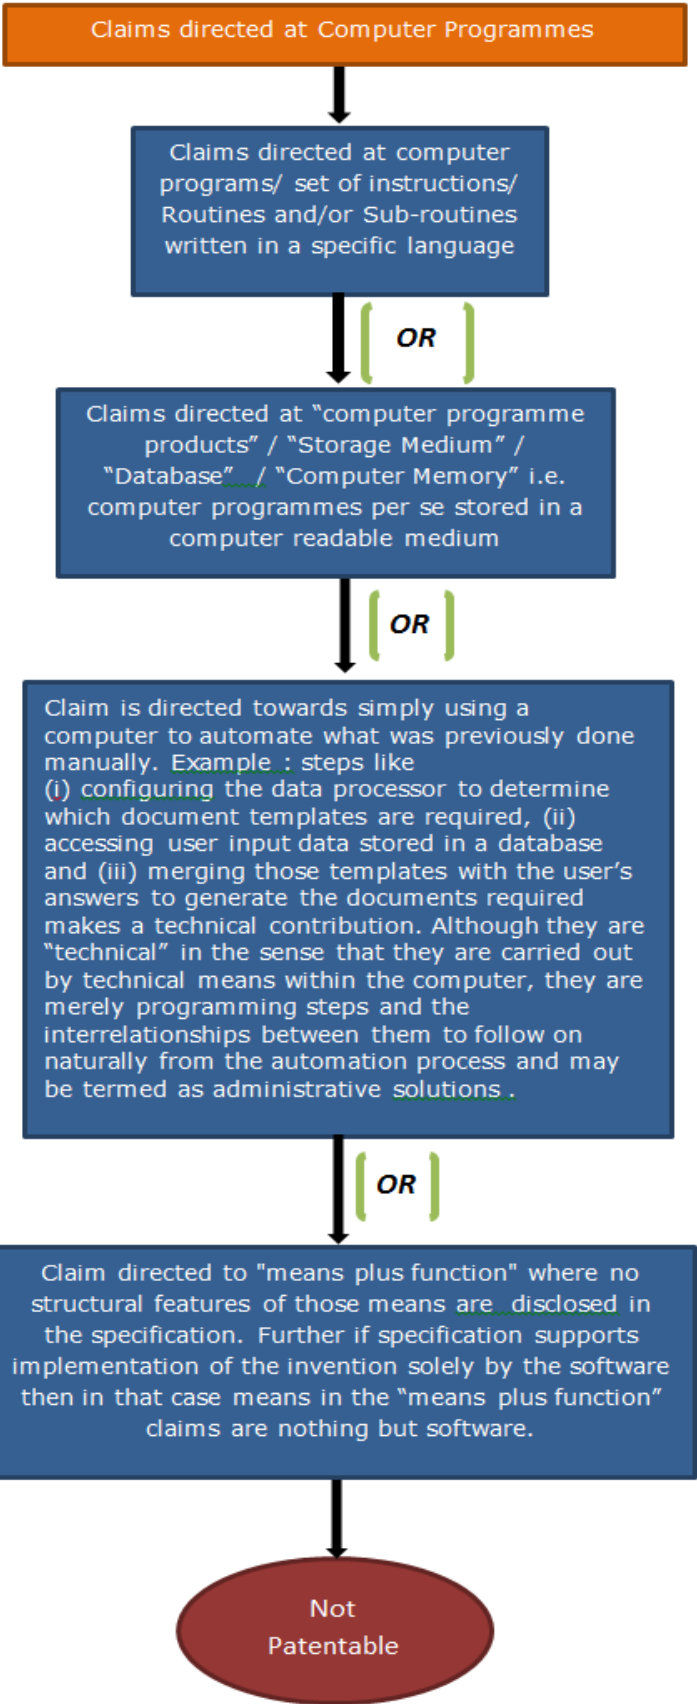 Claims directed at Computer Programmes
Claims directed at computer
programs/ set of instructions/
Routines and/or Sub-routines
written in a specific language
OR
Claims directed at “computer programme
products” / “Storage Medium” /
“Database” / “Computer Memory” i.e.
computer programmes per se stored in a
computer readable medium
OR
Claim is directed towards simply using a
computer to automate what was previously done
manually. Example : steps like
(i) configuring the data processor to determine
which document templates are required, (ii)
accessing user input data stored in a database
and (iii) merging those templates with the user’s
answers to generate the documents required
makes a technical contribution. Although they are
“technical” in the sense that they are carried out
by technical means within the computer, they are
merely programming steps and the
interrelationships between them to follow on
naturally from the automation process and may
be termed as administrative solutions .
OR
Claim directed to "means plus function" where no
structural features of those means are disclosed in
the specification. Further if specification supports
implementation of the invention solely by the software
then in that case means in the “means plus function”
claims are nothing but software.
Not
Patentable